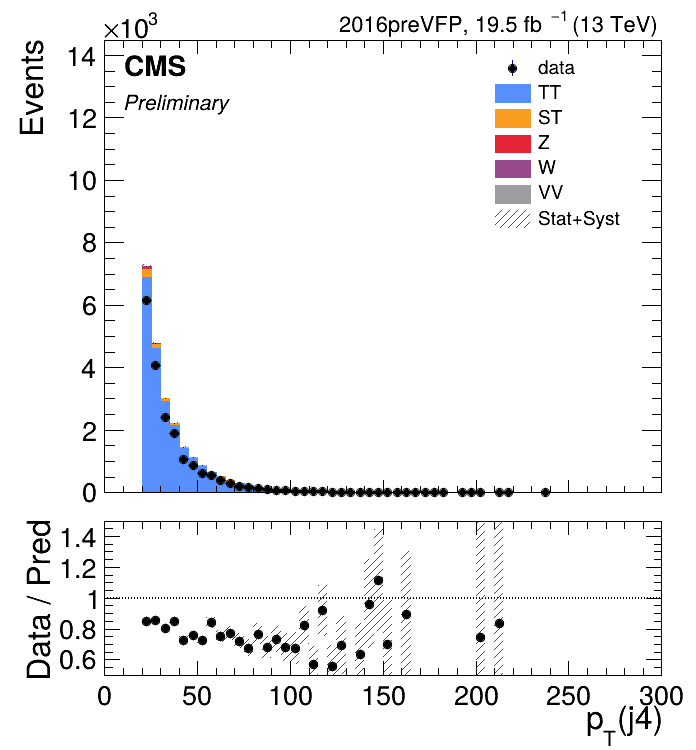 ×10³
2016preVFP, 19.5 fb⁻¹ (13 TeV)
CMS
Preliminary
Events
14
12
10
8
6
4
2
0
data
TT
ST
Z
W
VV
Stat+Syst
Data / Pred
1.4
1.2
1
0.8
0.6
0 50 100 150 200 250 300
p_T(j4)